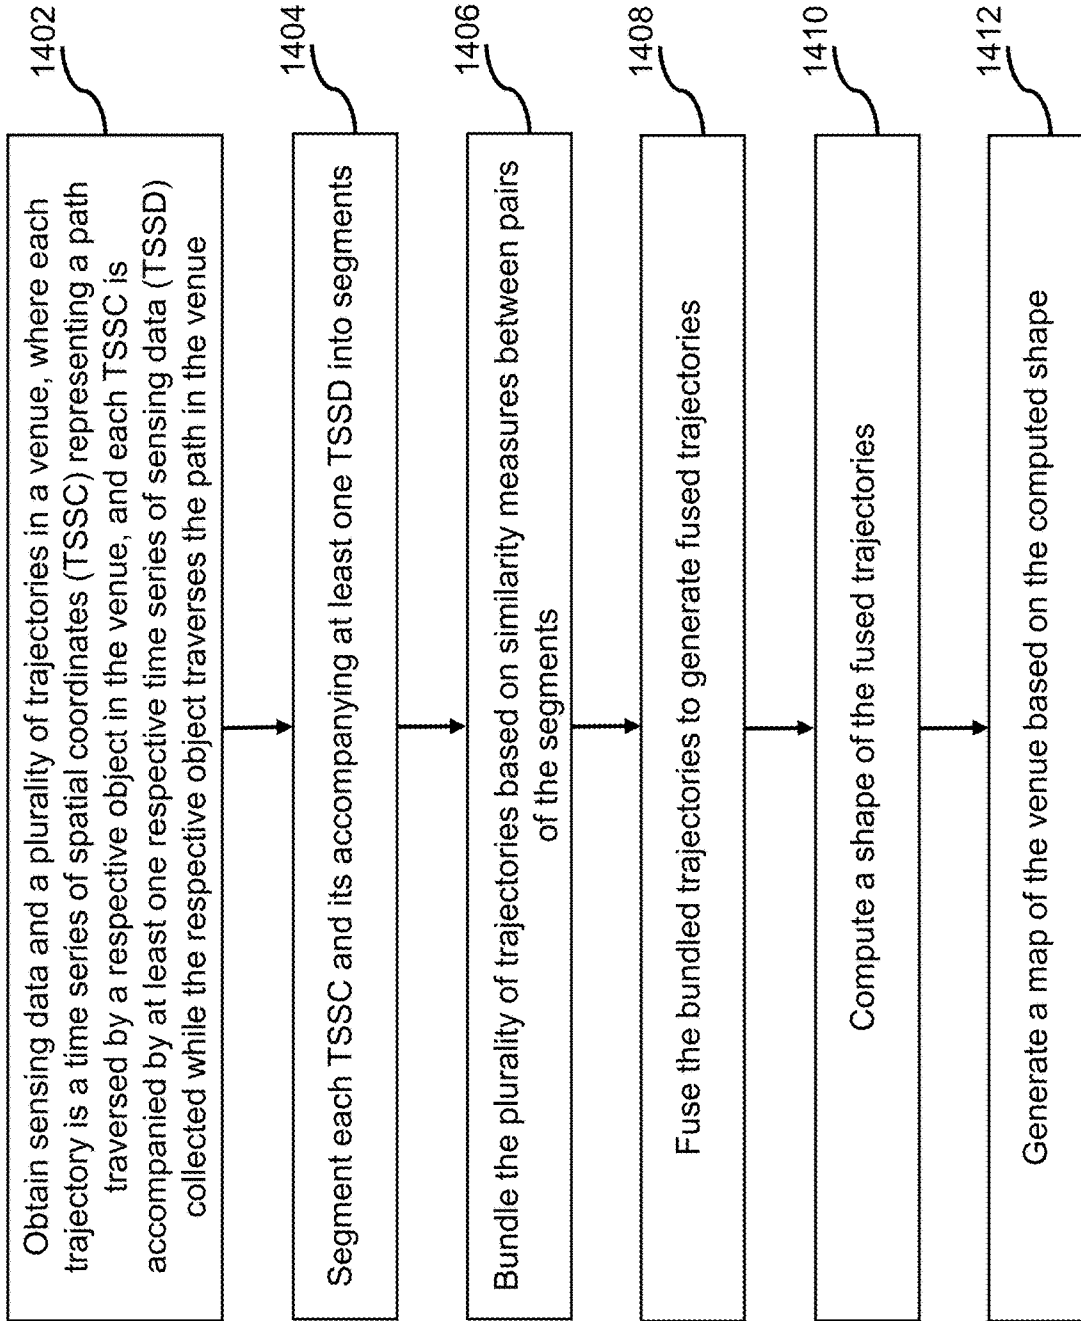 1402
Obtain sensing data and a plurality of trajectories in a venue, where each
trajectory is a time series of spatial coordinates (TSSC) representing a path
traversed by a respective object in the venue, and each TSSC is
accompanied by at least one respective time series of sensing data (TSSD)
collected while the respective object traverses the path in the venue
1404
Segment each TSSC and its accompanying at least one TSSD into segments
1406
Bundle the plurality of trajectories based on similarity measures between pairs
of the segments
1408
Fuse the bundled trajectories to generate fused trajectories
1410
Compute a shape of the fused trajectories
1412
Generate a map of the venue based on the computed shape